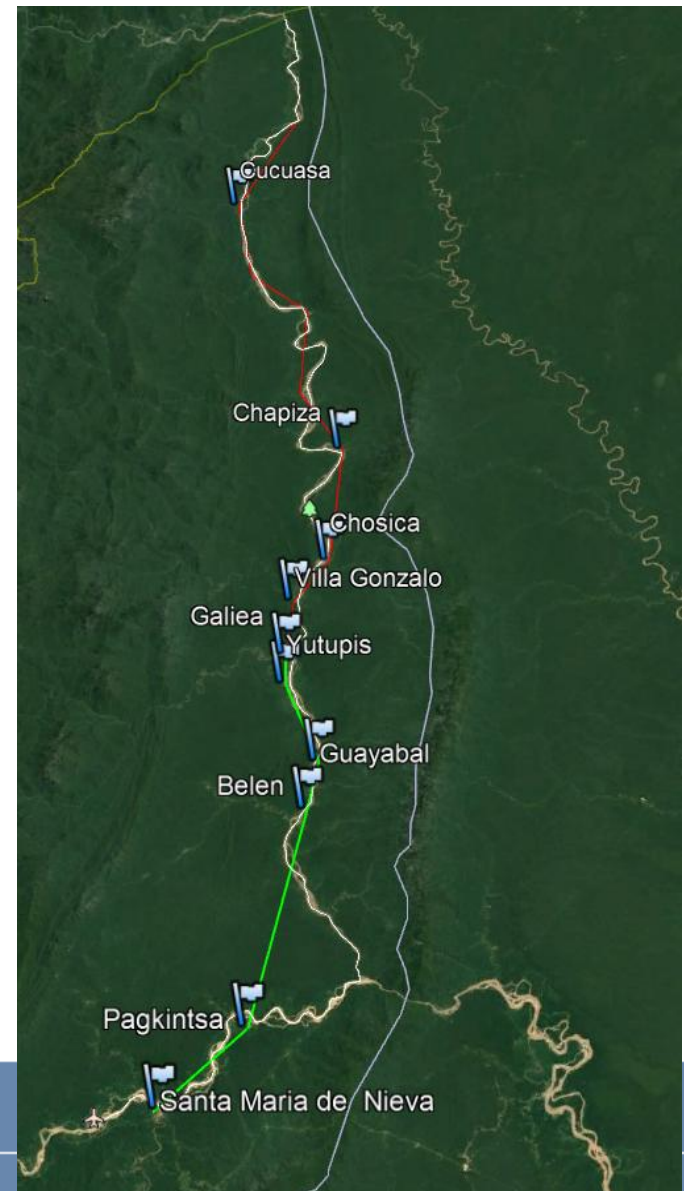 Cucuasa
Chapiza
Chosica
Villa Gonzalo
Galiea
Yutupis
Guayabal
Belen
Pagkintsa
Santa Maria de  Nieva